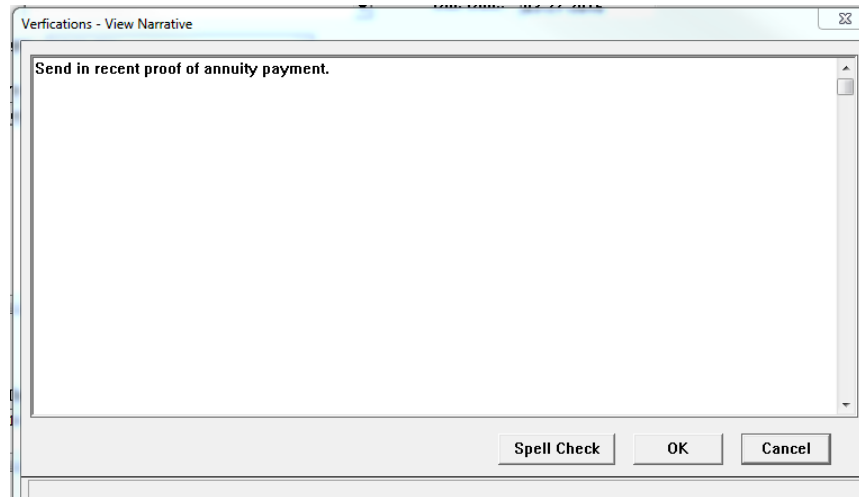 Verfications - View Narrative
Send in recent proof of annuity payment.
Spell Check
OK
Cancel